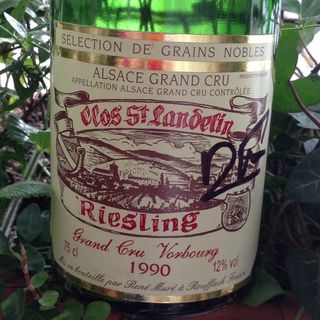 SELECTION DE GRAINS NOBLES
ALSACE GRAND CRU
APPELLATION ALSACE GRAND CRU CONTRÔLÉE
Clos St Landelin
Riesling
Grand Cru Vorbourg
75 cl
1990
12% vol
Mis en bouteille par René Muré à Rouffach, France